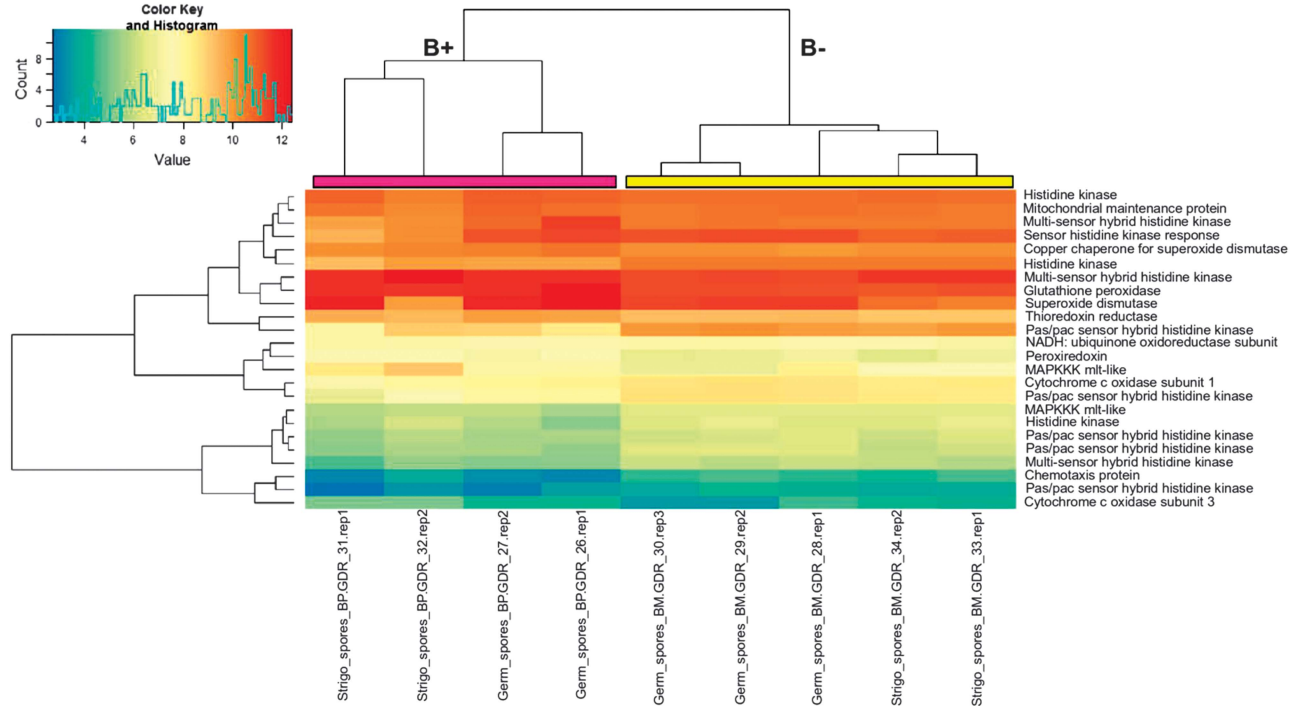 Color Key
and Histogram
Count
0
4
8
4
6
8
10
12
Value
B+
B-
Histidine kinase
Mitochondrial maintenance protein
Multi-sensor hybrid histidine kinase
Sensor histidine kinase response
Copper chaperone for superoxide dismutase
Histidine kinase
Multi-sensor hybrid histidine kinase
Glutathione peroxidase
Superoxide dismutase
Thioredoxin reductase
Pas/pac sensor hybrid histidine kinase
NADH: ubiquinone oxidoreductase subunit
Peroxiredoxin
MAPKKK mlt-like
Cytochrome c oxidase subunit 1
Pas/pac sensor hybrid histidine kinase
MAPKKK mlt-like
Histidine kinase
Pas/pac sensor hybrid histidine kinase
Pas/pac sensor hybrid histidine kinase
Multi-sensor hybrid histidine kinase
Chemotaxis protein
Pas/pac sensor hybrid histidine kinase
Cytochrome c oxidase subunit 3
Strigo_spores_BP.GDR_31.rep1
Strigo_spores_BP.GDR_32.rep2
Germ_spores_BP.GDR_27.rep2
Germ_spores_BP.GDR_26.rep1
Germ_spores_BM.GDR_30.rep3
Germ_spores_BM.GDR_29.rep2
Germ_spores_BM.GDR_28.rep1
Strigo_spores_BM.GDR_34.rep2
Strigo_spores_BM.GDR_33.rep1